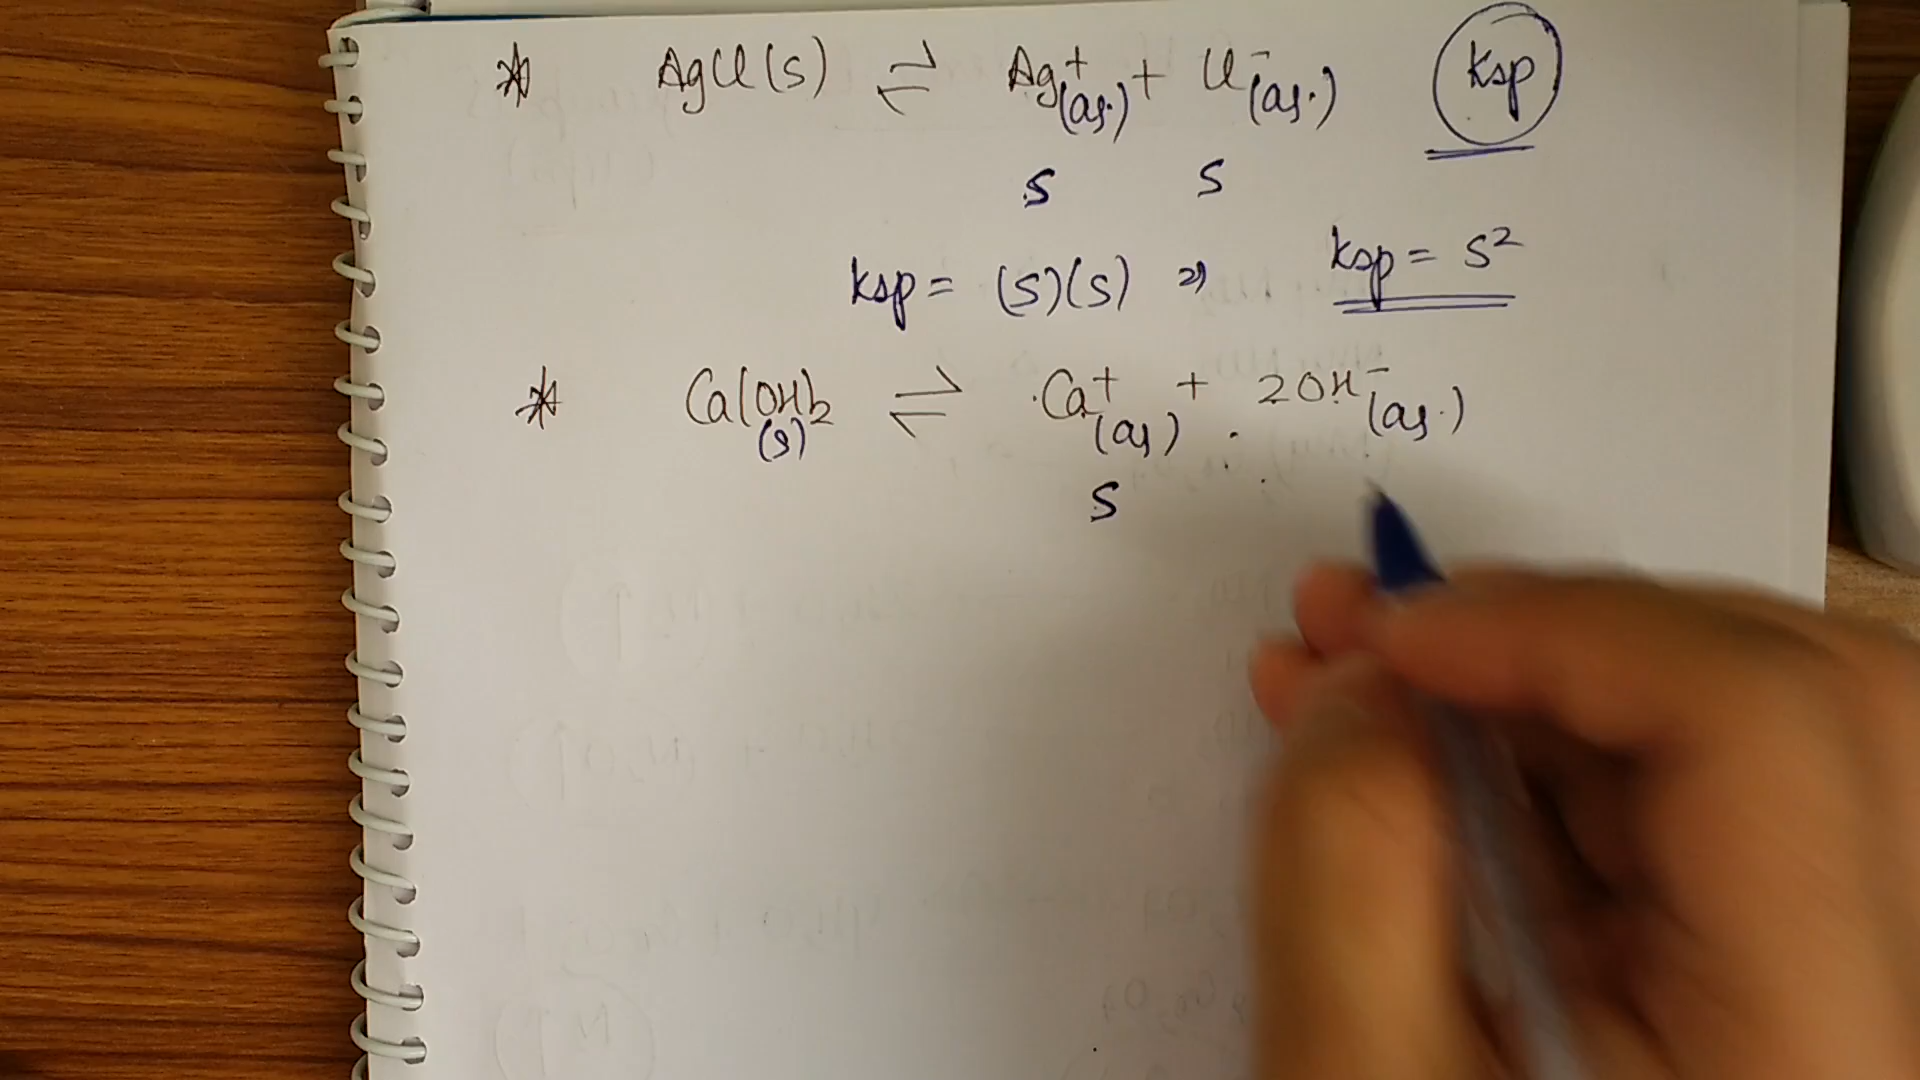 * AgCl(s) ⇌ Ag⁺(aq.) + Cl⁻(aq.) Ksp
s s
Ksp = (s)(s) ⇒ Ksp = s²
* Ca(OH)₂(s) ⇌ Ca⁺(aq) + 2OH⁻(aq.)
s